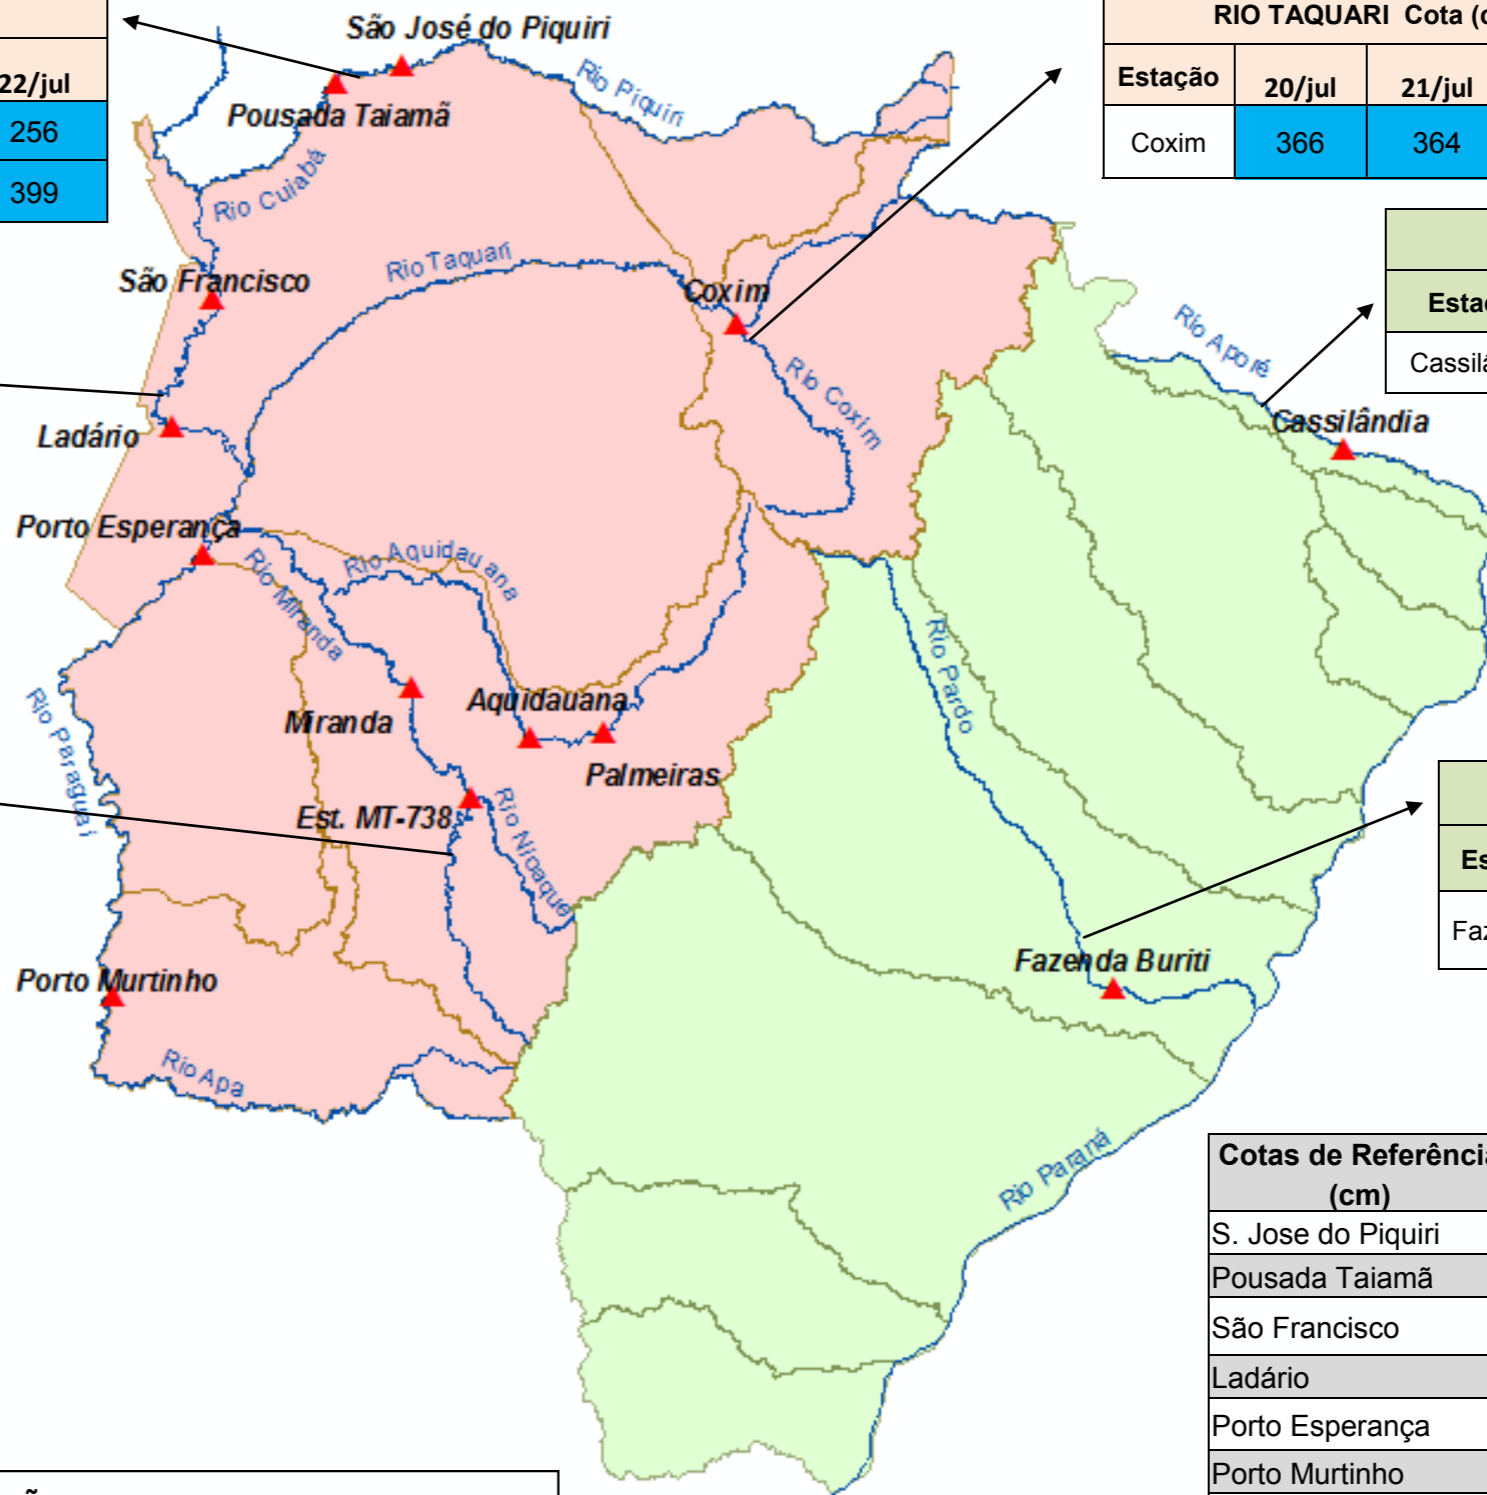 22/jul
256
399
São José do Piquiri
Pousada Taiamã
Rio Piquiri
Rio Cuiabá
RIO TAQUARI Cota (c
Estação 20/jul 21/jul
Coxim 366 364
São Francisco
Rio Taquari
Coxim
Rio Coxim
Estaç
Cassilâ
Rio Aporé
Cassilândia
Ladário
Porto Esperança
Rio Aquidauana
Rio Miranda
Rio Pardo
Rio Paraguai
Miranda
Aquidauana
Palmeiras
Est. MT-738
Rio Nioaque
Es
Faz
Fazenda Buriti
Porto Murtinho
Rio Apa
Rio Paraná
Cotas de Referência
(cm)
S. Jose do Piquiri
Pousada Taiamã
São Francisco
Ladário
Porto Esperança
Porto Murtinho